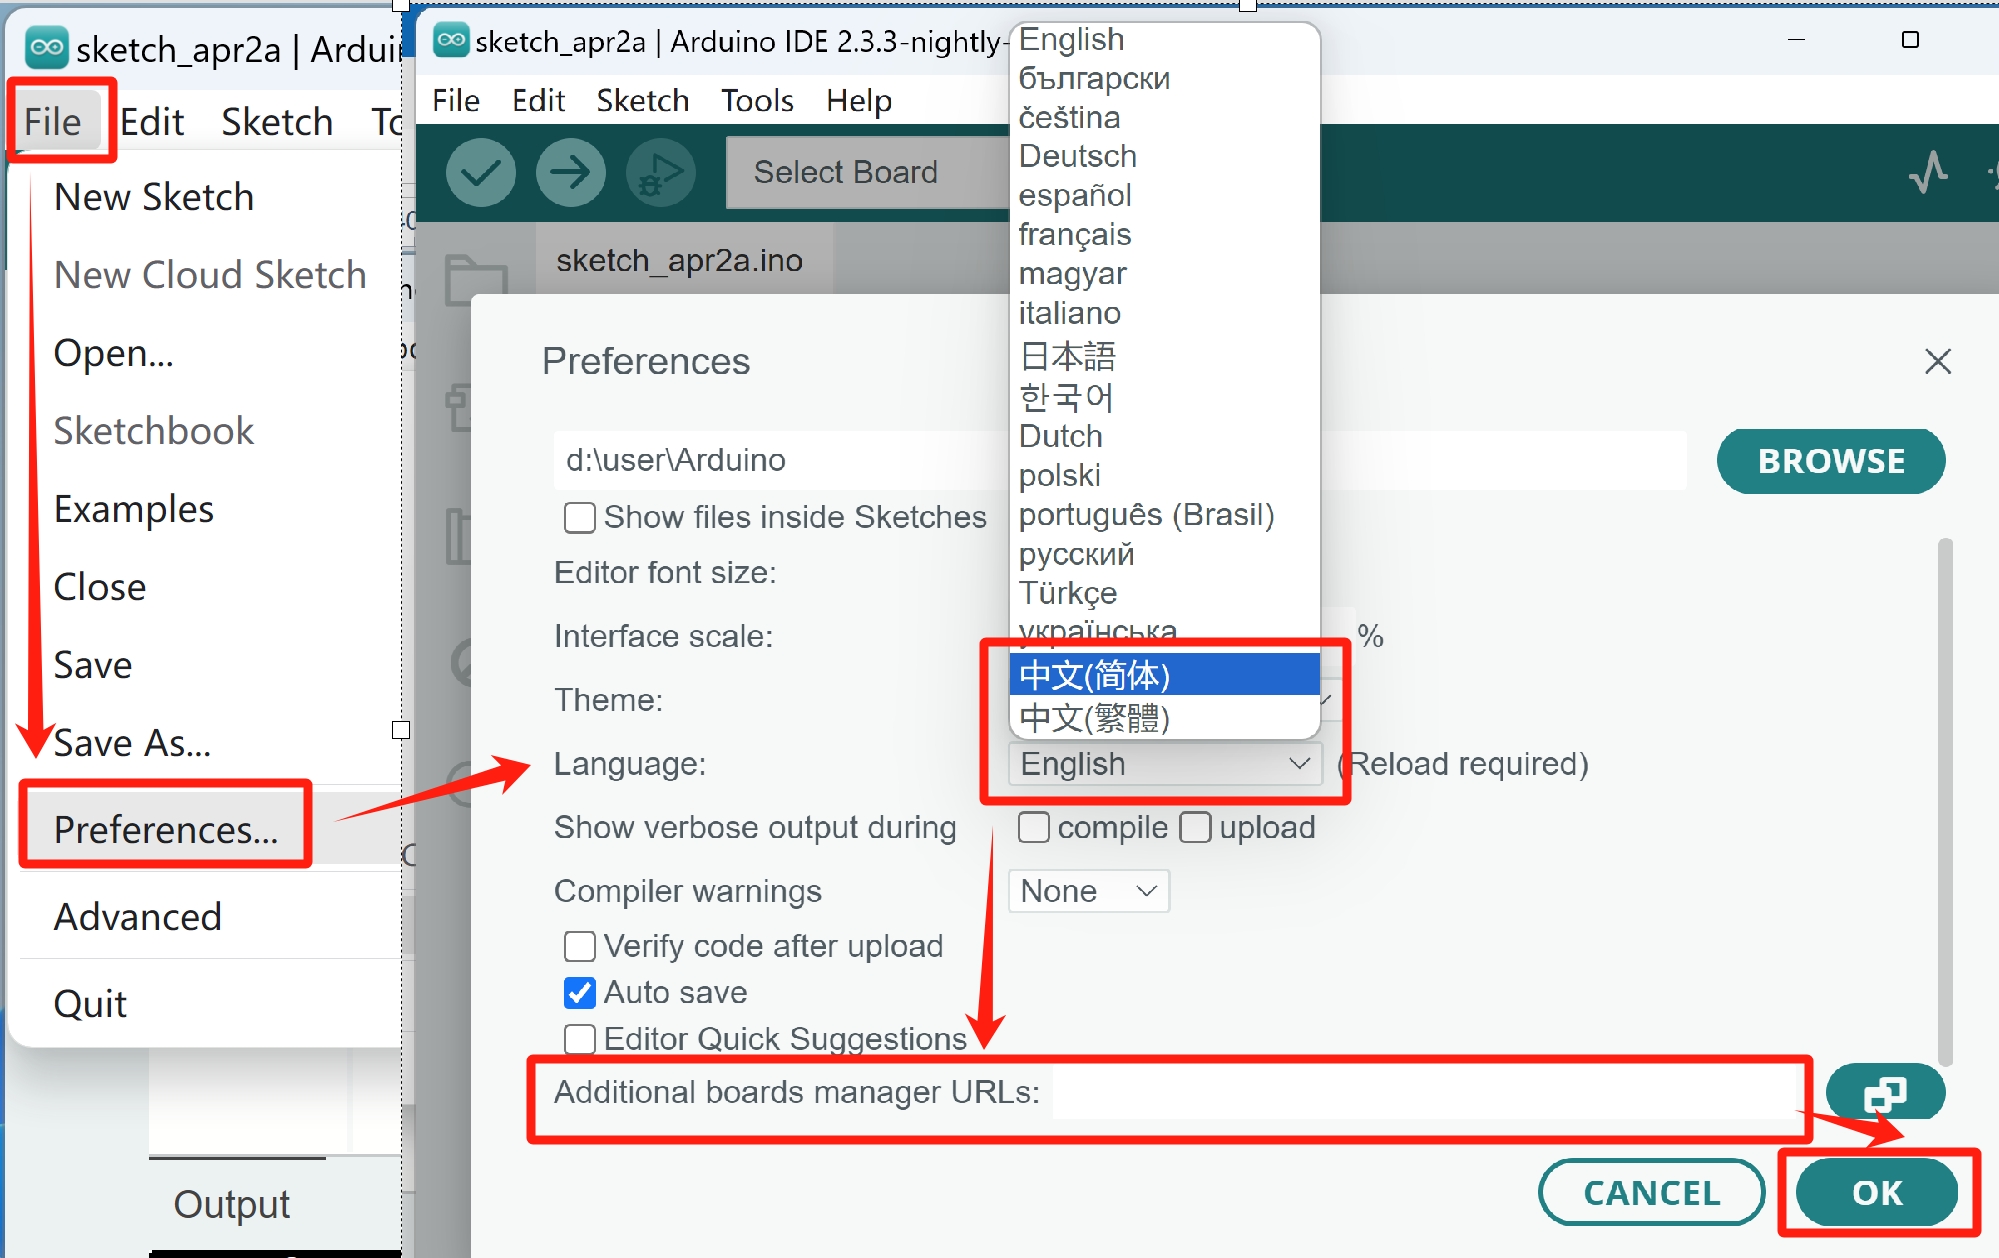 sketch_apr2a | Ardui
File Edit Sketch To
New Sketch
New Cloud Sketch
Open...
Sketchbook
Examples
Close
Save
Save As...
Preferences...
Advanced
Quit
Output
sketch_apr2a | Arduino IDE 2.3.3-nightly-
File Edit Sketch Tools Help
Select Board
sketch_apr2a.ino
Preferences
d:\user\Arduino
BROWSE
Show files inside Sketches
Editor font size:
Interface scale:
%
Theme:
Language:
English
(Reload required)
Show verbose output during
compile
upload
Compiler warnings
None
Verify code after upload
Auto save
Editor Quick Suggestions
Additional boards manager URLs:
CANCEL
OK
English
български
čeština
Deutsch
español
français
magyar
italiano
日本語
한국어
Dutch
polski
português (Brasil)
русский
Türkçe
українська
中文(简体)
中文(繁體)